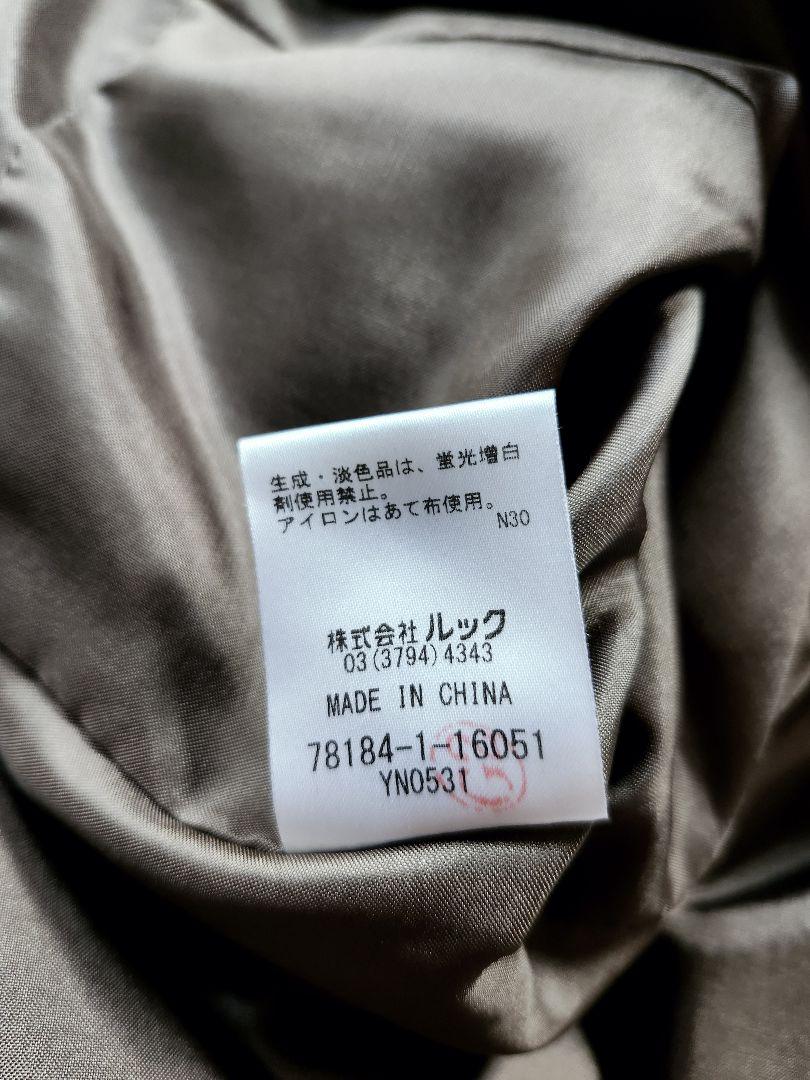 生成・淡色品は、蛍光増白
剤使用禁止。
アイロンはあて布使用。
N30
株式会社ルック
03(3794)4343
MADE IN CHINA
78184-1-16051
YN0531